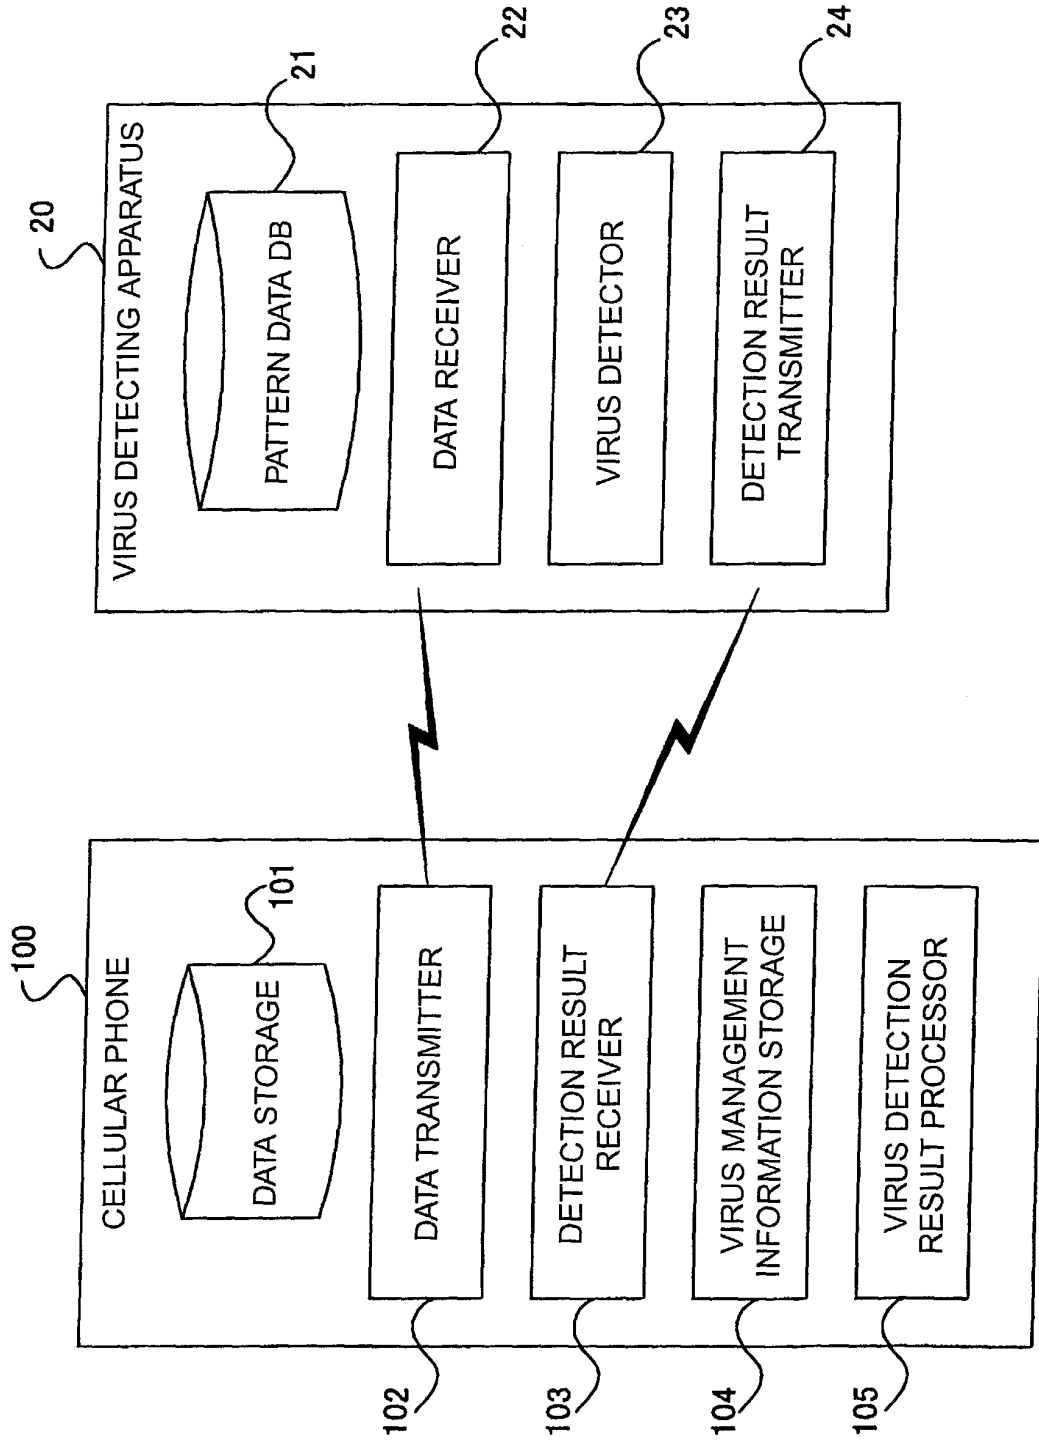 100
CELLULAR PHONE
101
DATA STORAGE
102
DATA TRANSMITTER
103
DETECTION RESULT
RECEIVER
104
VIRUS MANAGEMENT
INFORMATION STORAGE
105
VIRUS DETECTION
RESULT PROCESSOR
20
VIRUS DETECTING APPARATUS
21
PATTERN DATA DB
22
DATA RECEIVER
23
VIRUS DETECTOR
24
DETECTION RESULT
TRANSMITTER